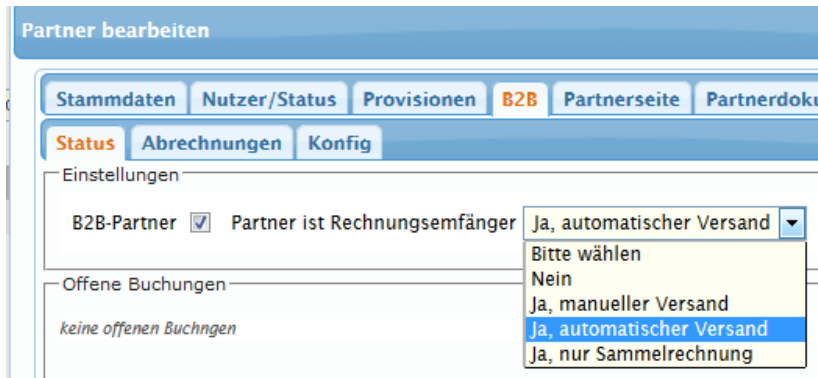 Partner bearbeiten
Stammdaten Nutzer/Status Provisionen B2B Partnerseite Partnerdoku
Status Abrechnungen Konfig
Einstellungen
B2B-Partner Partner ist Rechnungsemfänger Ja, automatischer Versand
Bitte wählen
Nein
Ja, manueller Versand
Ja, automatischer Versand
Ja, nur Sammelrechnung
Offene Buchungen
keine offenen Buchngen